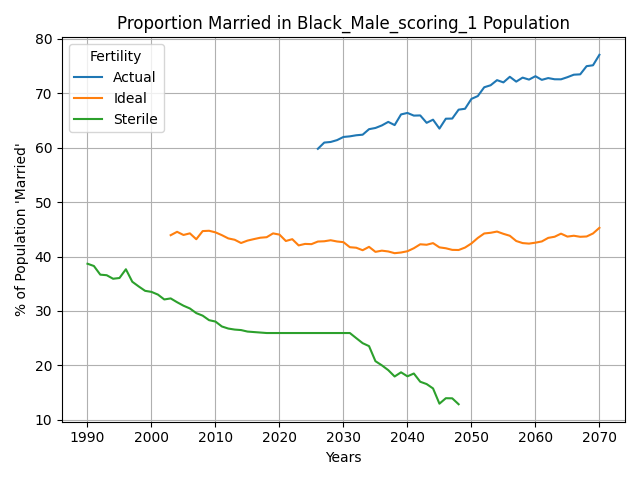 Proportion Married in Black_Male_scoring_1 Population
% of Population 'Married'
80
70
60
50
40
30
20
10
Fertility
Actual
Ideal
Sterile
1990 2000 2010 2020 2030 2040 2050 2060 2070
Years